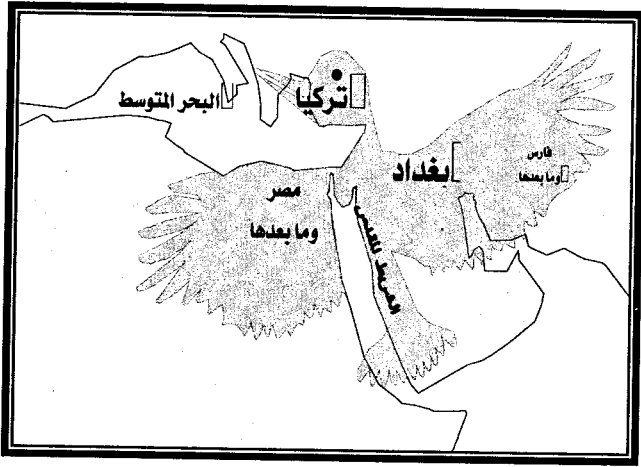 تركيا
البحر المتوسط
فارس
وما بعدها
بغداد
مصر
وما بعدها